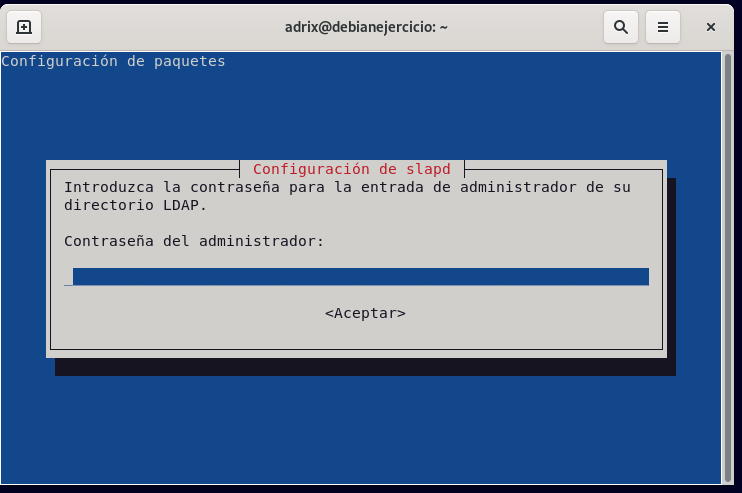 adrix@debianejercicio: ~
Configuración de paquetes
Configuración de slapd
Introduzca la contraseña para la entrada de administrador de su
directorio LDAP.
Contraseña del administrador:
<Aceptar>